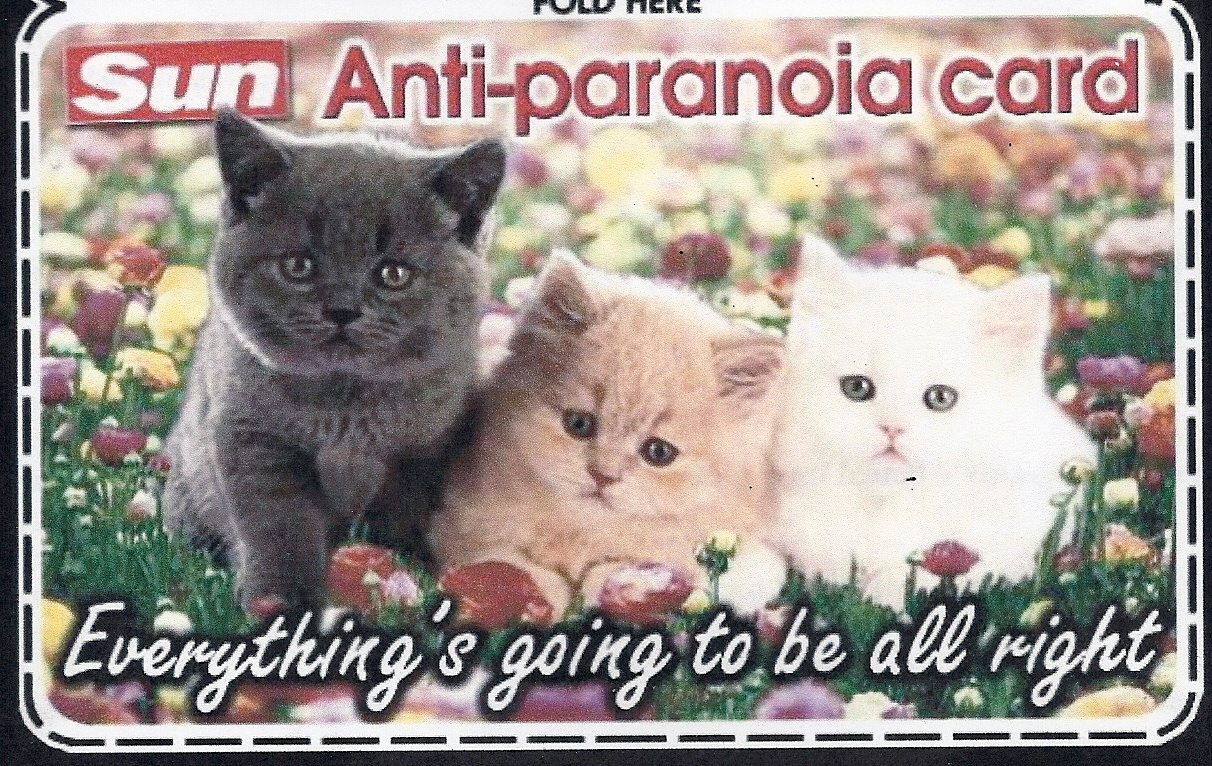 FOLD HERE
Sun Anti-paranoia card
Everything's going to be all right